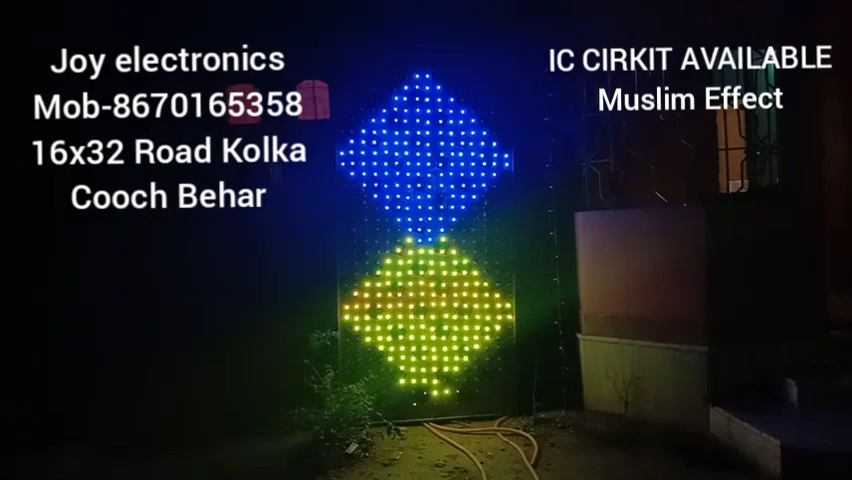 Joy electronics
Mob-8670165358
16x32 Road Kolka
Cooch Behar
IC CIRKIT AVAILABLE
Muslim Effect